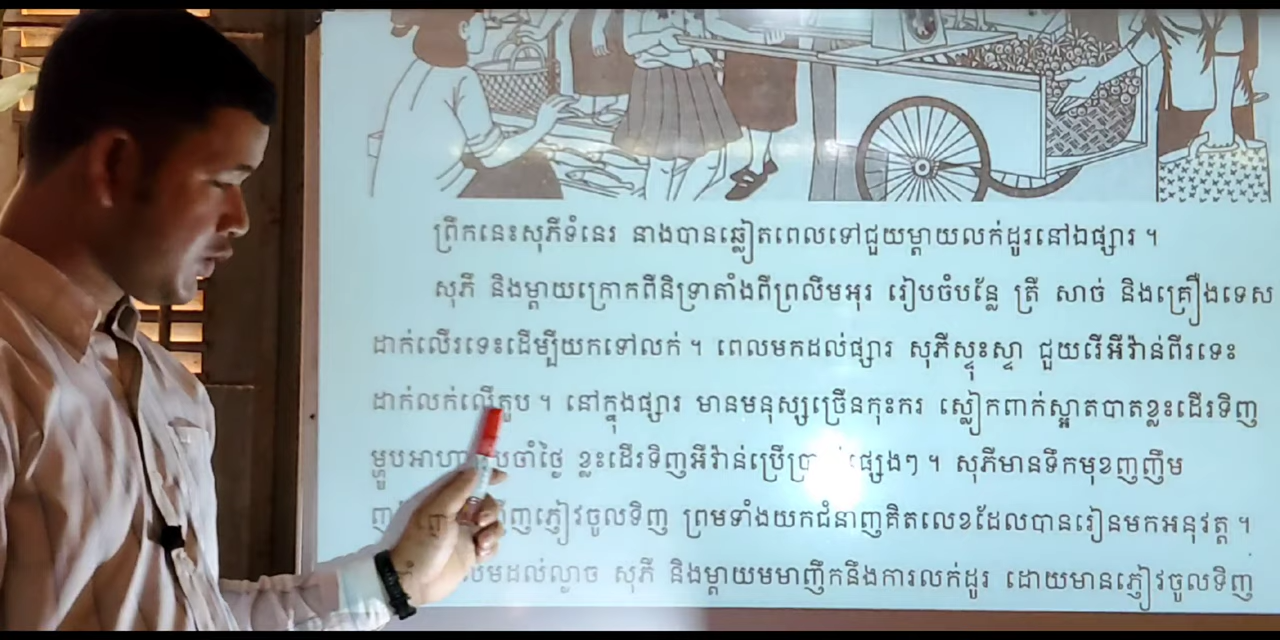 ព្រឹកនេះសុភីទំនេរ នាងបានឆ្លៀតពេលទៅជួយម្ដាយលក់ដូរនៅឯផ្សារ ។
សុភី និងម្ដាយក្រោកពីនិទ្រាតាំងពីព្រលឹមអុរ រៀបចំបន្លែ ត្រី សាច់ និងគ្រឿងទេស
ដាក់លើរទេះដើម្បីយកទៅលក់ ។ ពេលមកដល់ផ្សារ សុភីស្ទុះស្ទា ជួយរើអីវ៉ាន់ពីរទេះ
ដាក់លក់លើតូប ។ នៅក្នុងផ្សារ មានមនុស្សច្រើនកុះករ ស្លៀកពាក់ស្អាតបាតខ្លះដើរទិញ
ម្ហូបអាហារ ចាំថ្ងៃ ខ្លះដើរទិញអីវ៉ាន់ប្រើប្រាស់ផ្សេងៗ ។ សុភីមានទឹកមុខញញឹម
ភ្ញៀវចូលទិញ ព្រមទាំងយកជំនាញគិតលេខដែលបានរៀនមកអនុវត្ត ។
ដល់ល្ងាច សុភី និងម្ដាយមមាញឹកនឹងការលក់ដូរ ដោយមានភ្ញៀវចូលទិញ